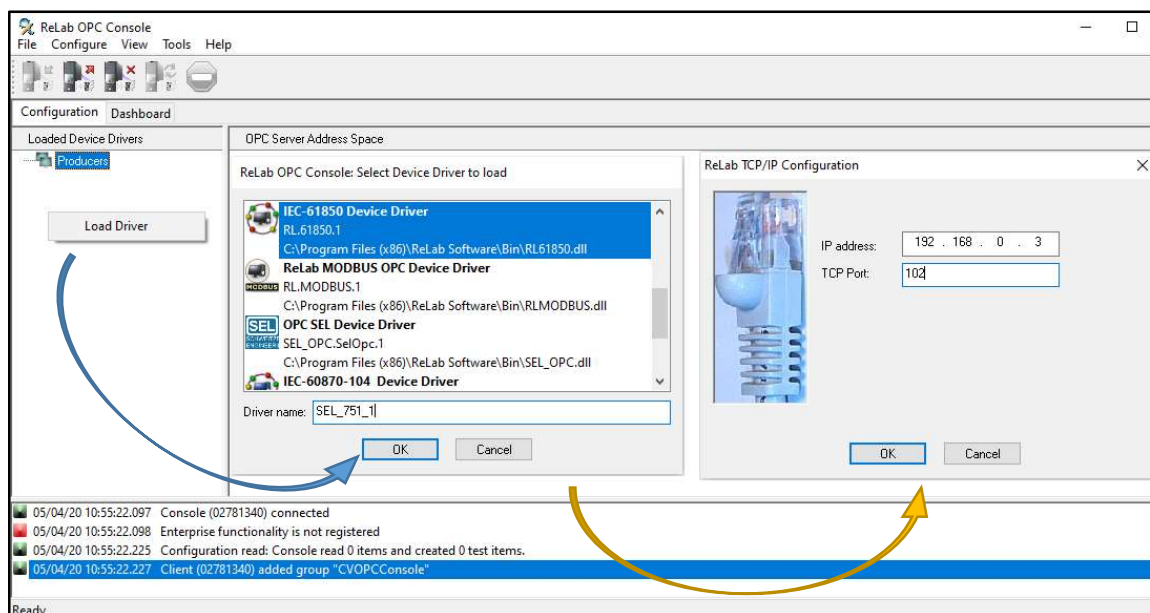 ReLab OPC Console
File Configure View Tools Help
Configuration Dashboard
Loaded Device Drivers
OPC Server Address Space
Producers
Load Driver
ReLab OPC Console: Select Device Driver to load
IEC-61850 Device Driver
RL.61850.1
C:\Program Files (x86)\ReLab Software\Bin\RL61850.dll
ReLab MODBUS OPC Device Driver
MODBUS
RL.MODBUS.1
C:\Program Files (x86)\ReLab Software\Bin\RLMODBUS.dll
SEL
OPC SEL Device Driver
SEL_OPC.SelOpc.1
C:\Program Files (x86)\ReLab Software\Bin\SEL_OPC.dll
IEC-60870-104 Device Driver
Driver name: SEL_751_1
OK Cancel
ReLab TCP/IP Configuration
IP address: 192 . 168 . 0 . 3
TCP Port: 102
OK Cancel
05/04/20 10:55:22.097 Console (02781340) connected
05/04/20 10:55:22.098 Enterprise functionality is not registered
05/04/20 10:55:22.225 Configuration read: Console read 0 items and created 0 test items.
05/04/20 10:55:22.227 Client (02781340) added group "CVOPCConsole"
Ready